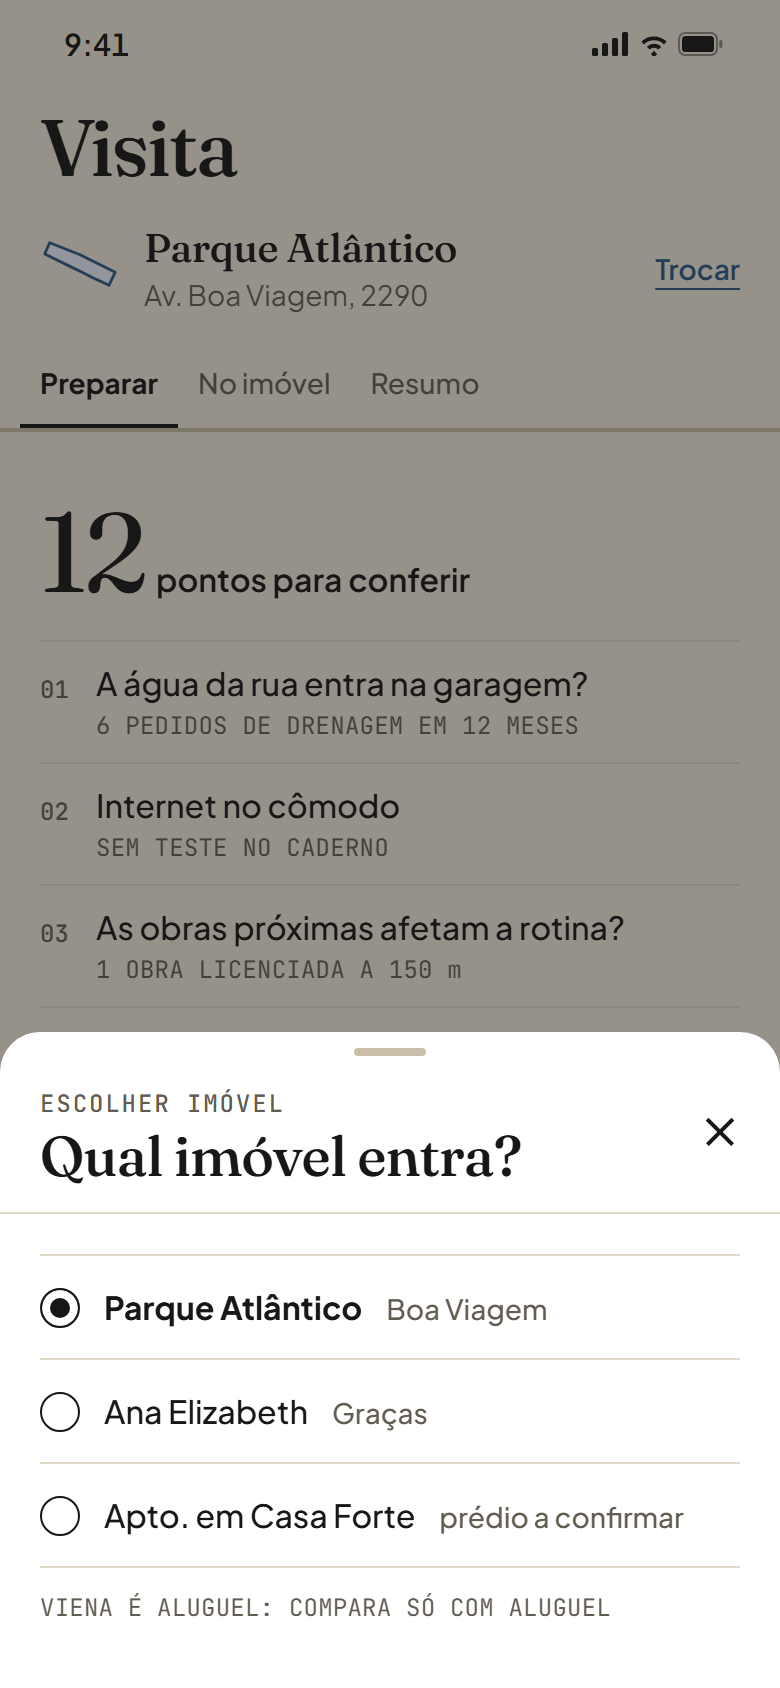 9:41
Visita
Parque Atlântico
Av. Boa Viagem, 2290
Trocar
Preparar No imóvel Resumo
12 pontos para conferir
01 A água da rua entra na garagem?
6 PEDIDOS DE DRENAGEM EM 12 MESES
02 Internet no cômodo
SEM TESTE NO CADERNO
03 As obras próximas afetam a rotina?
1 OBRA LICENCIADA A 150 m
ESCOLHER IMÓVEL
Qual imóvel entra?
Parque Atlântico Boa Viagem
Ana Elizabeth Graças
Apto. em Casa Forte prédio a confirmar
VIENA É ALUGUEL: COMPARA SÓ COM ALUGUEL